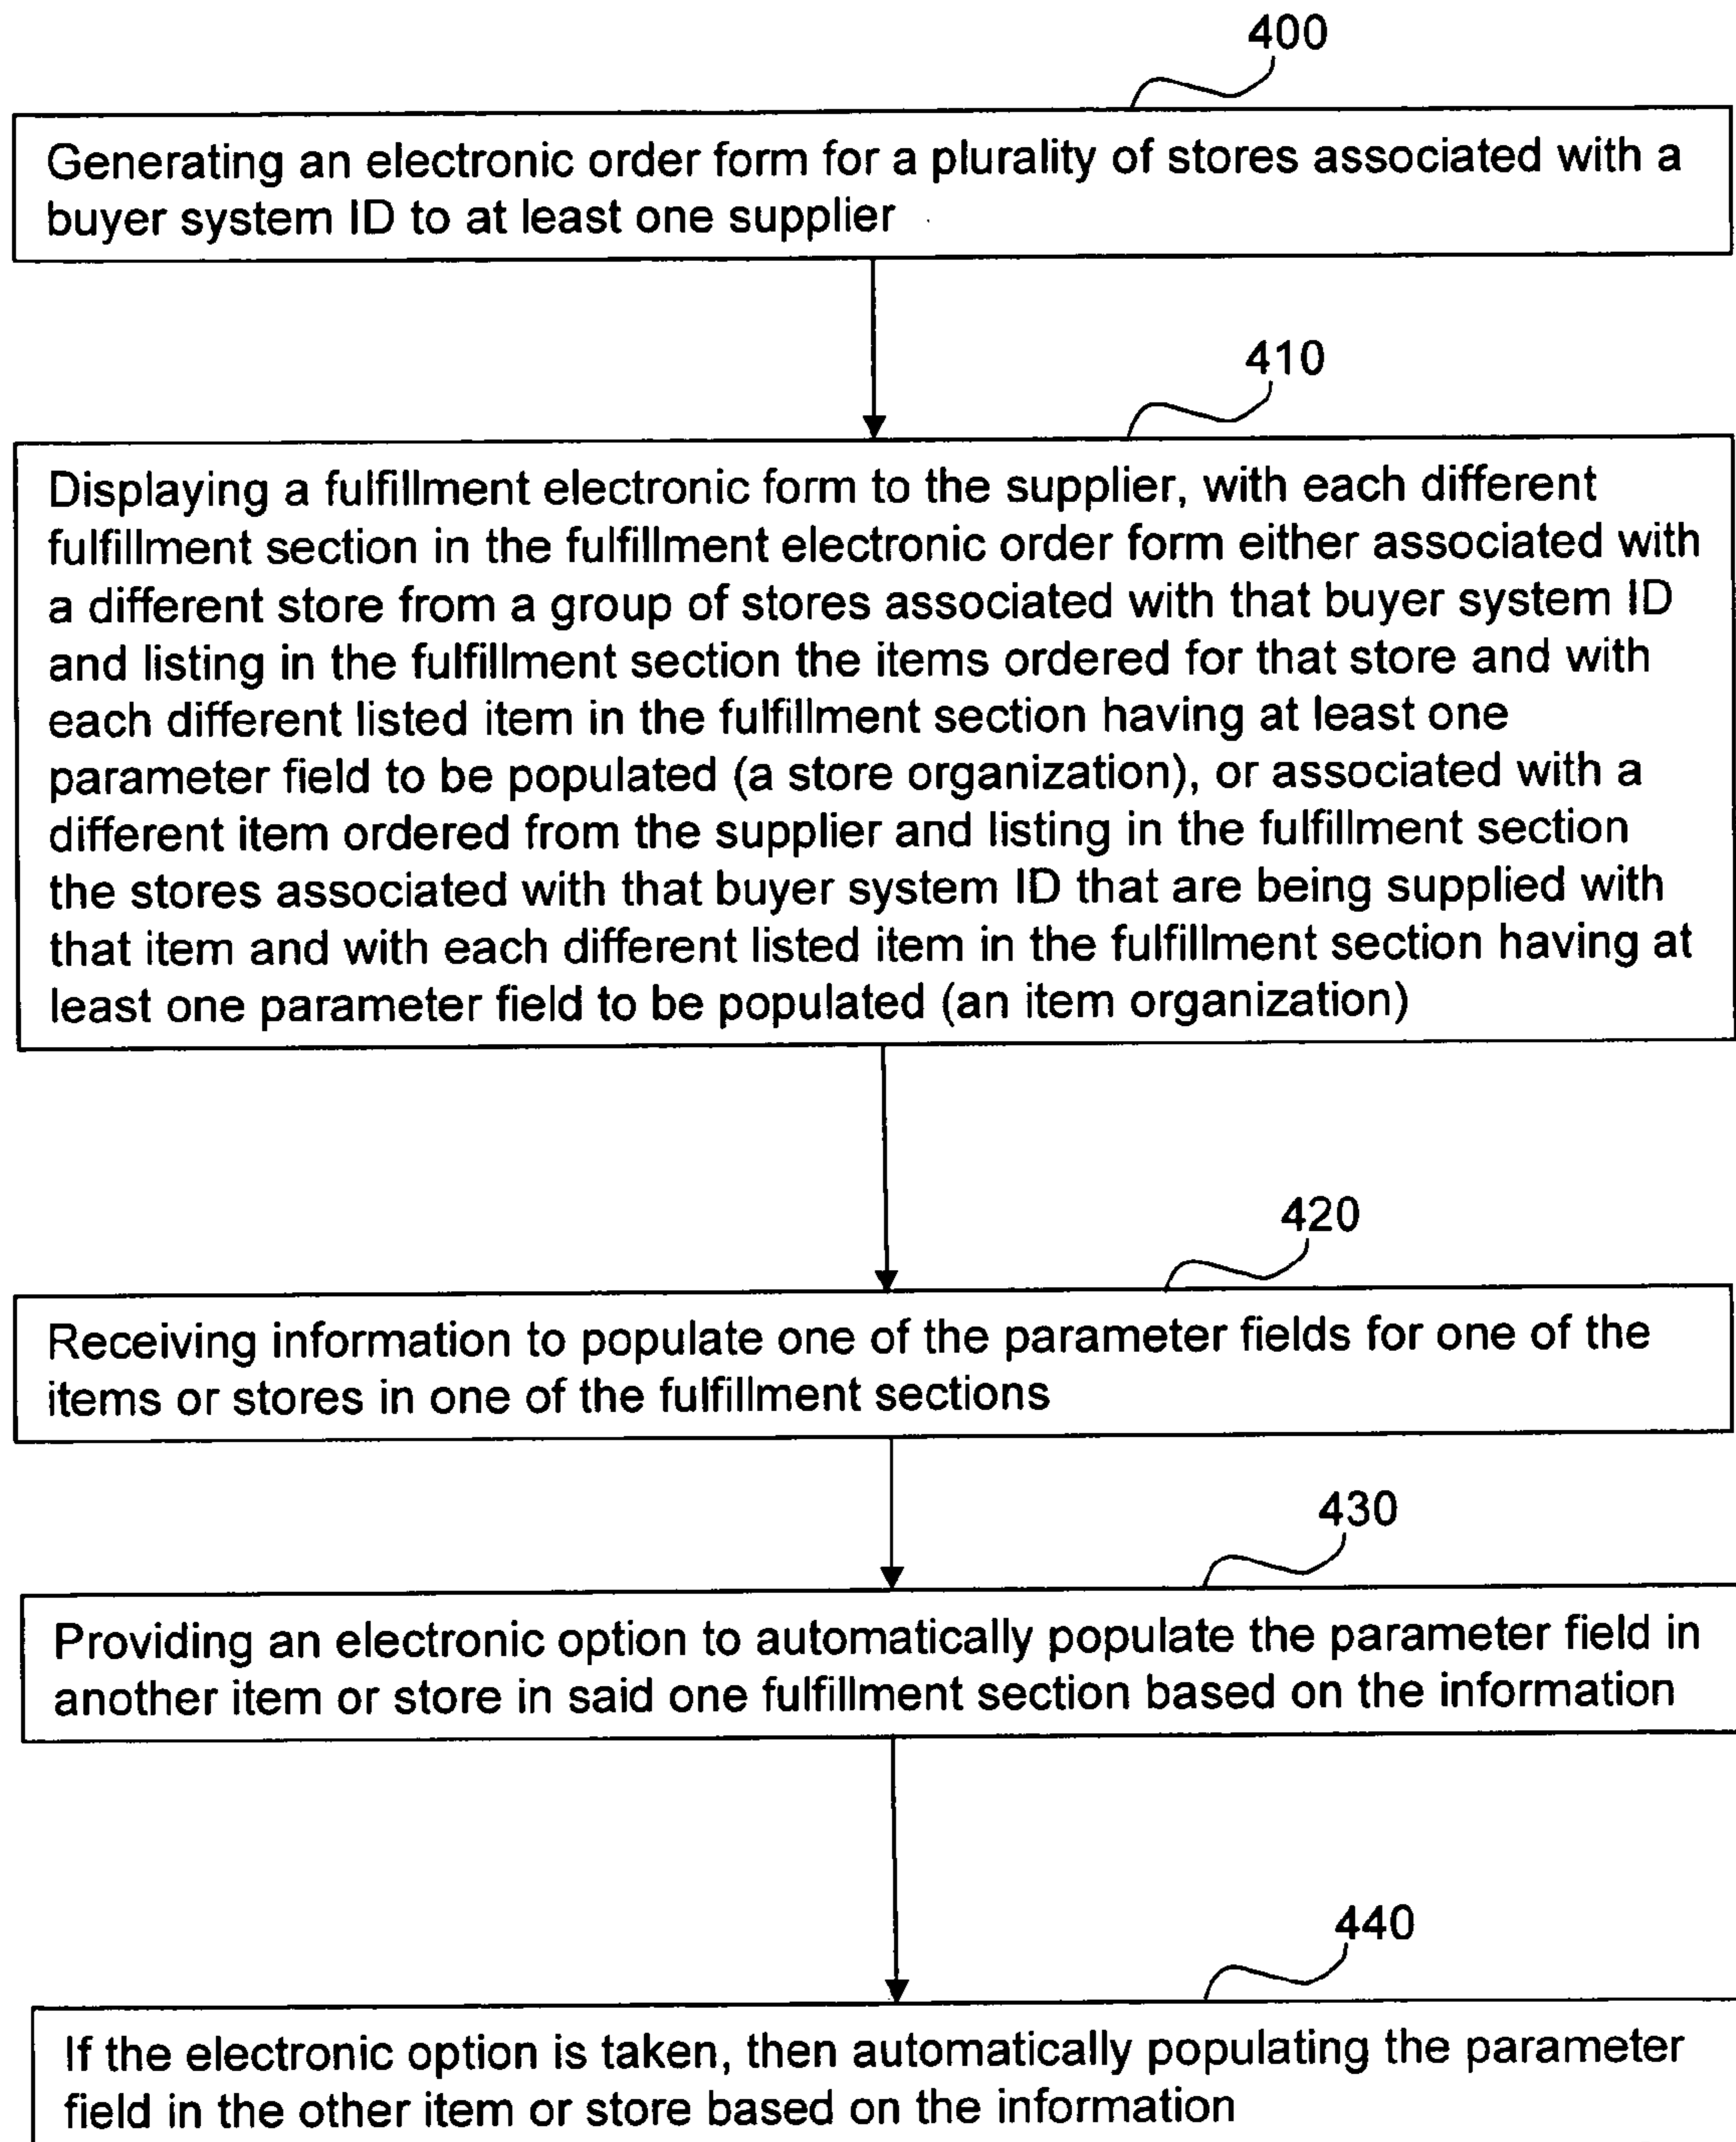 400
Generating an electronic order form for a plurality of stores associated with a
buyer system ID to at least one supplier
410
Displaying a fulfillment electronic form to the supplier, with each different
fulfillment section in the fulfillment electronic order form either associated with
a different store from a group of stores associated with that buyer system ID
and listing in the fulfillment section the items ordered for that store and with
each different listed item in the fulfillment section having at least one
parameter field to be populated (a store organization), or associated with a
different item ordered from the supplier and listing in the fulfillment section
the stores associated with that buyer system ID that are being supplied with
that item and with each different listed item in the fulfillment section having at
least one parameter field to be populated (an item organization)
420
Receiving information to populate one of the parameter fields for one of the
items or stores in one of the fulfillment sections
430
Providing an electronic option to automatically populate the parameter field in
another item or store in said one fulfillment section based on the information
440
If the electronic option is taken, then automatically populating the parameter
field in the other item or store based on the information